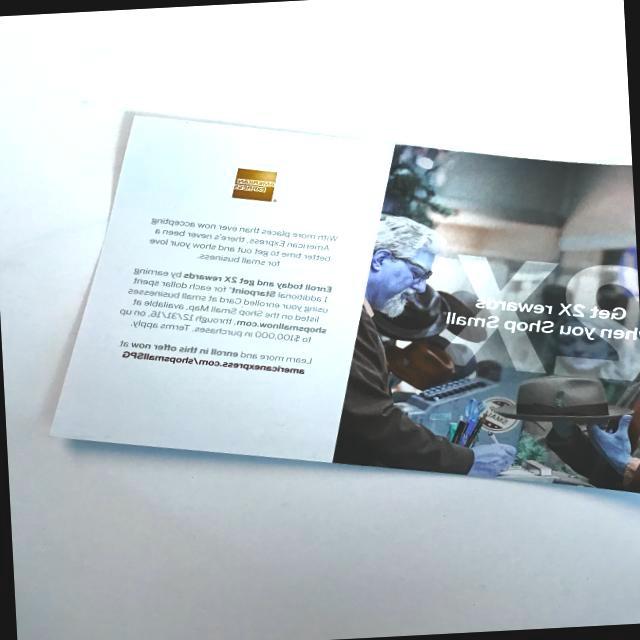 AMERICAN
EXPRESS
With more places than ever now accepting
American Express, there's never been a
better time to get out and show your love
for small business.
Enroll today and get 2X rewards by earning
1 additional Starpoint® for each dollar spent
using your enrolled Card at small businesses
listed on the Shop Small Map, available at
shopsmallnow.com, through 12/31/16, on up
to $100,000 in purchases. Terms apply.
Learn more and enroll in this offer now at
americanexpress.com/shopsmallSPG
2X
Get 2X rewards
when you Shop Small